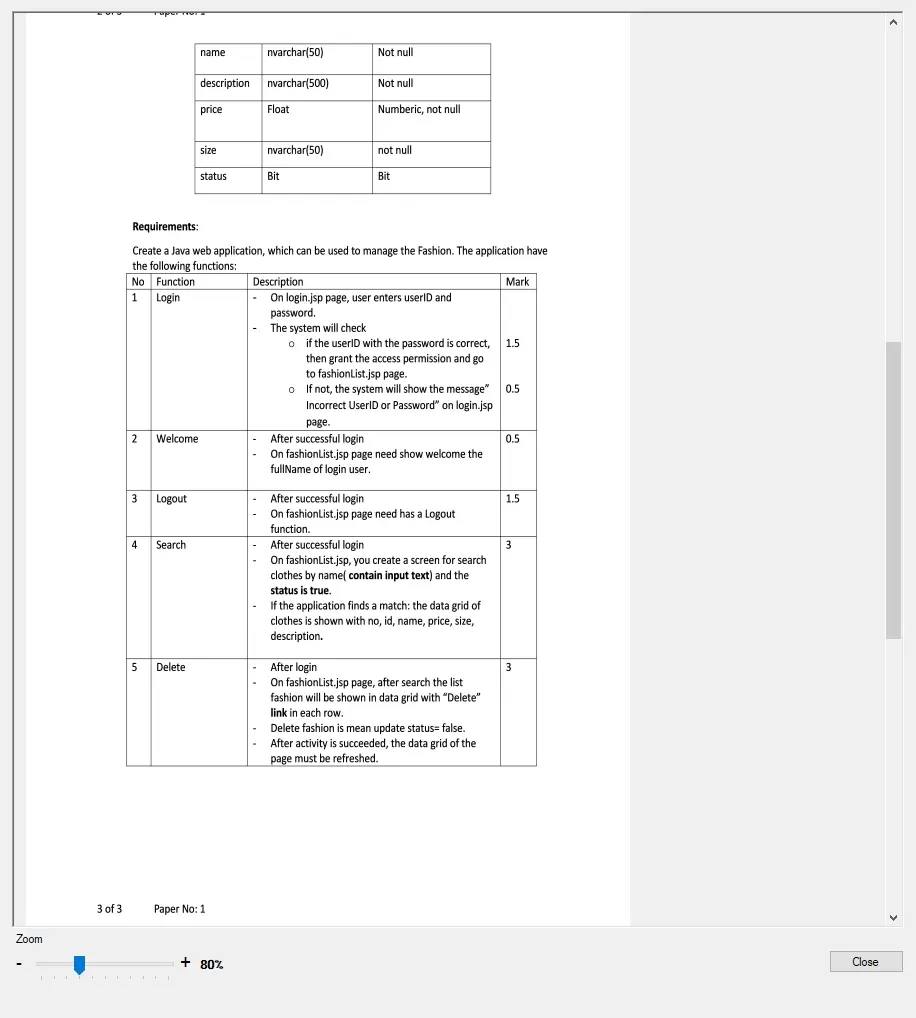 name nvarchar(50) Not null
description nvarchar(500) Not null
price Float Numberic, not null
size nvarchar(50) not null
status Bit Bit
Requirements:
Create a Java web application, which can be used to manage the Fashion. The application have
the following functions:
No Function Description Mark
1 Login - On login.jsp page, user enters userID and
password.
- The system will check
o if the userID with the password is correct, 1.5
then grant the access permission and go
to fashionList.jsp page.
o If not, the system will show the message" 0.5
Incorrect UserID or Password" on login.jsp
page.
2 Welcome - After successful login 0.5
- On fashionList.jsp page need show welcome the
fullName of login user.
3 Logout - After successful login 1.5
- On fashionList.jsp page need has a Logout
function.
4 Search - After successful login 3
- On fashionList.jsp, you create a screen for search
clothes by name( contain input text) and the
status is true.
- If the application finds a match: the data grid of
clothes is shown with no, id, name, price, size,
description.
5 Delete - After login 3
- On fashionList.jsp page, after search the list
fashion will be shown in data grid with "Delete"
link in each row.
- Delete fashion is mean update status= false.
- After activity is succeeded, the data grid of the
page must be refreshed.
3 of 3 Paper No: 1
Zoom
- + 80%
Close